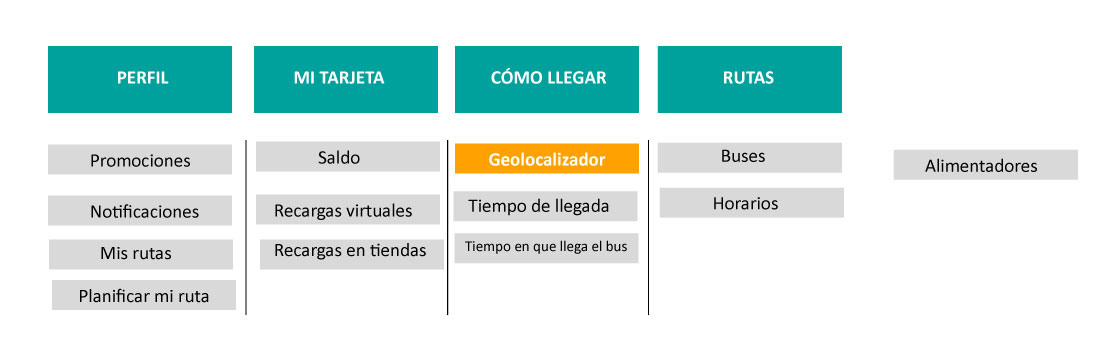 PERFIL
MI TARJETA
CÓMO LLEGAR
RUTAS
Promociones
Notificaciones
Mis rutas
Planificar mi ruta
Saldo
Recargas virtuales
Recargas en tiendas
Geolocalizador
Tiempo de llegada
Tiempo en que llega el bus
Buses
Horarios
Alimentadores